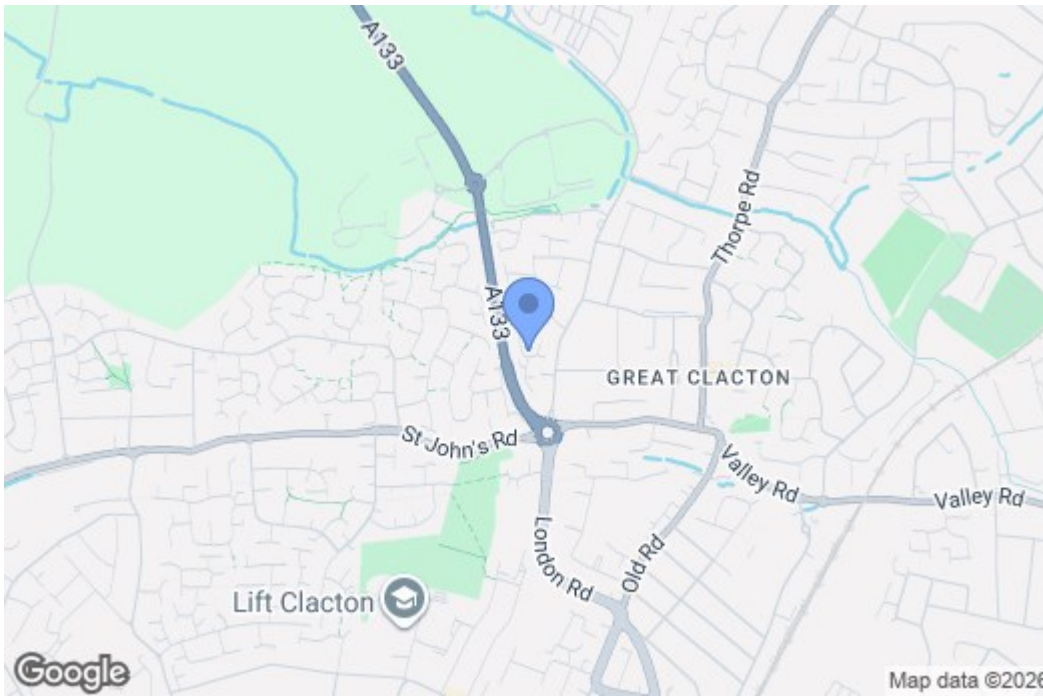 A133
Thorpe Rd
A133
GREAT CLACTON
St John's Rd
Valley Rd
Valley Rd
London Rd
Old Rd
Lift Clacton
Google
Map data ©2026